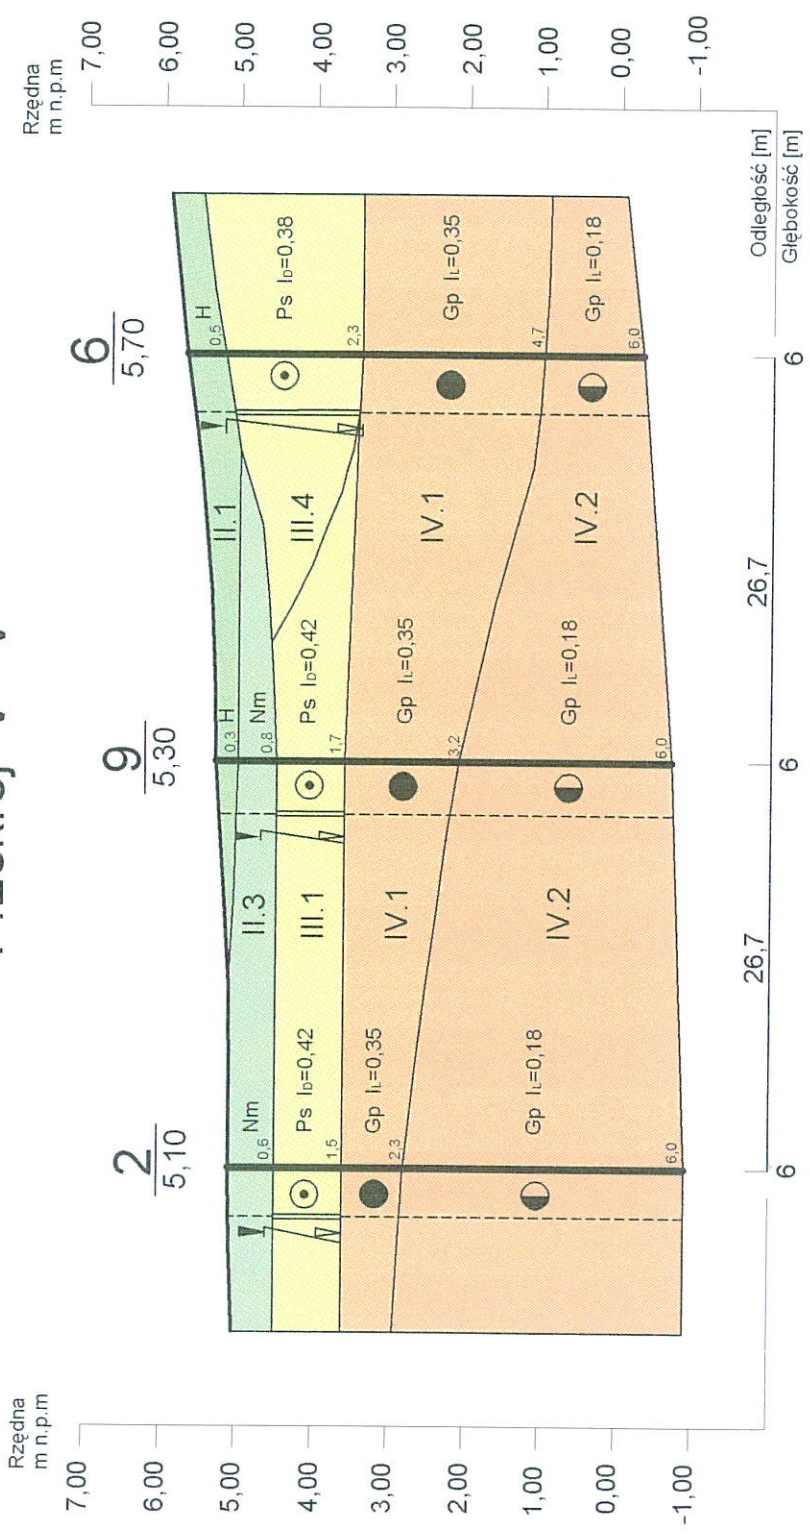 Rzędna
m n.p.m
7,00
6,00
5,00
4,00
3,00
2,00
1,00
0,00
-1,00
2
5,10
9
5,30
6
5,70
Rzędna
m n.p.m
7,00
6,00
5,00
4,00
3,00
2,00
1,00
0,00
-1,00
Nm
0,6
Ps ID=0,42
1,5
Gp IL=0,35
2,3
Gp IL=0,18
6,0
II.3
III.1
IV.1
IV.2
0,3 H
Nm
0,8
Ps ID=0,42
1,7
Gp IL=0,35
3,2
Gp IL=0,18
6,0
II.1
III.4
IV.1
IV.2
H
0,5
Ps ID=0,38
2,3
Gp IL=0,35
4,7
Gp IL=0,18
6,0
26,7
26,7
Odległość [m]
6
6
6
Głębokość [m]